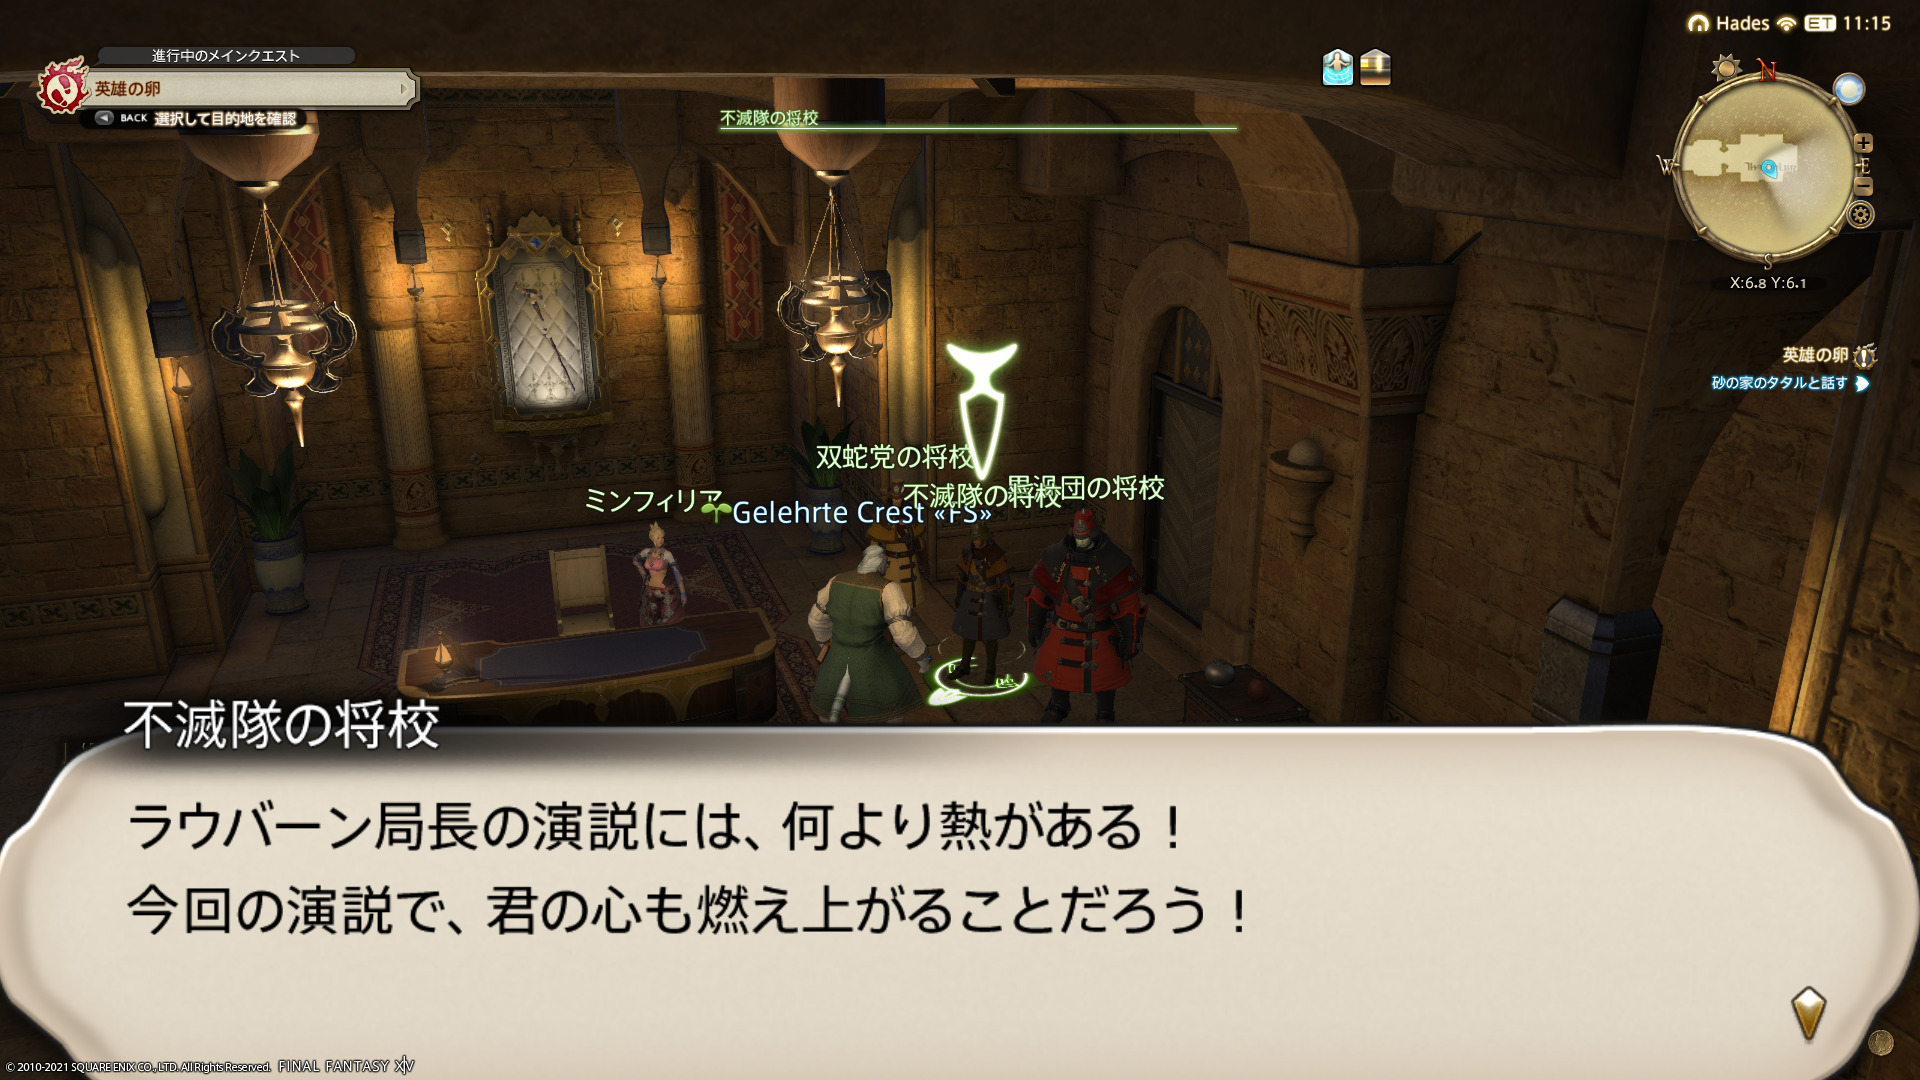 Hades ET 11:15
進行中のメインクエスト
英雄の卵
BACK 選択して目的地を確認
不滅隊の将校
N
W
E
S
X:6.8 Y:6.1
英雄の卵
砂の家のタタルと話す
双蛇党の将校
黒渦団の将校
不滅隊の将校
ミンフィリア
Gelehrte Crest «FS»
不滅隊の将校
ラウバーン局長の演説には、何より熱がある！
今回の演説で、君の心も燃え上がることだろう！
© 2010-2021 SQUARE ENIX CO., LTD. All Rights Reserved. FINAL FANTASY XIV